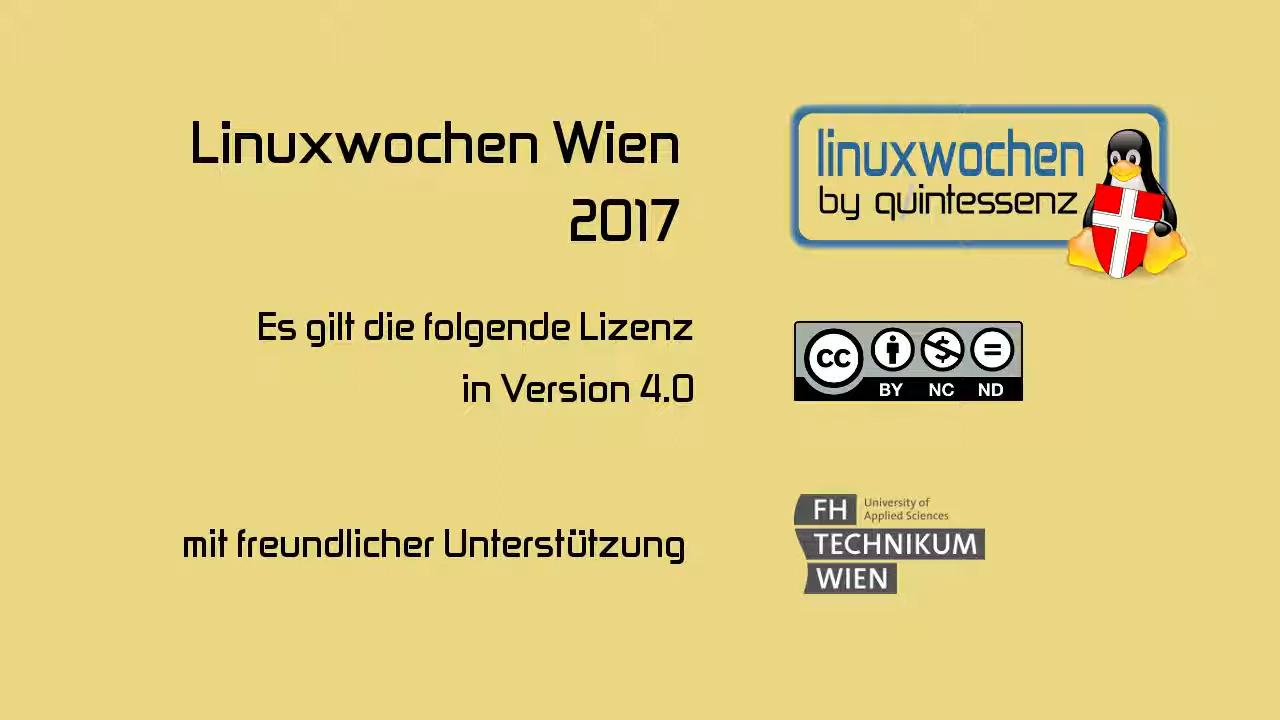 Linuxwochen Wien
2017
linuxwochen
by quintessenz
Es gilt die folgende Lizenz
in Version 4.0
cc
BY NC ND
mit freundlicher Unterstützung
FH University of
Applied Sciences
TECHNIKUM
WIEN